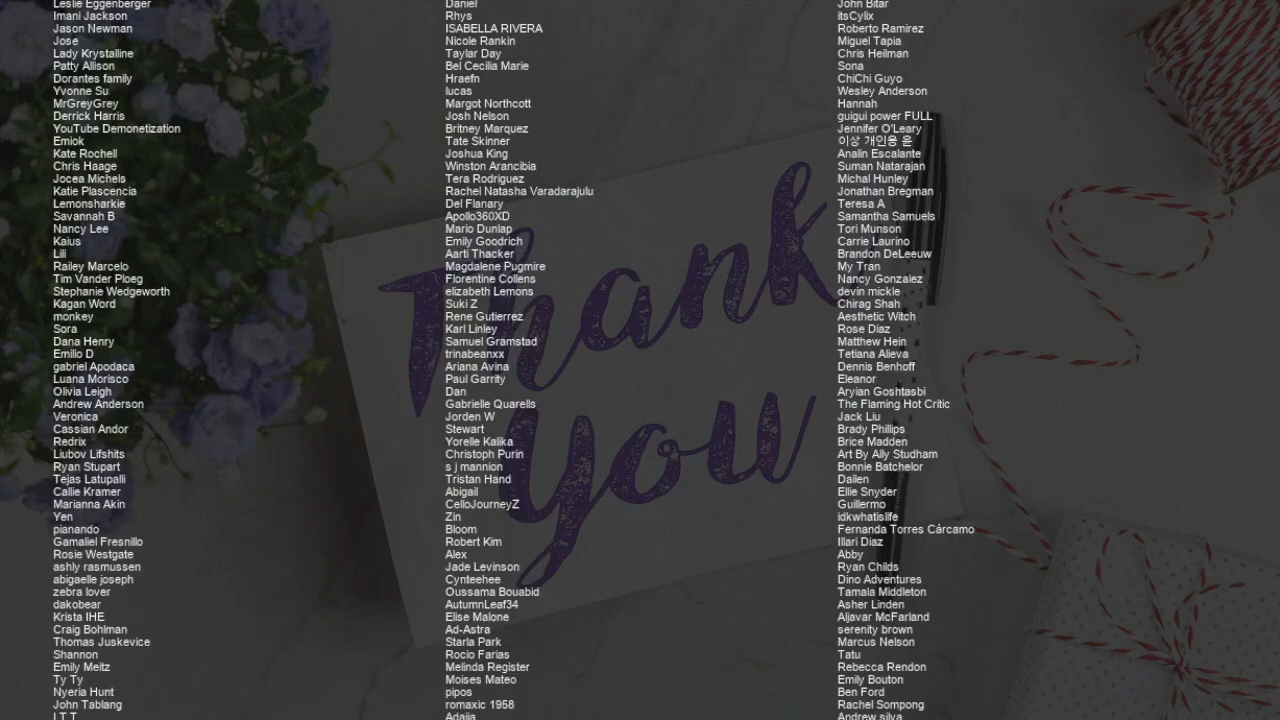 Leslie Eggenberger
Imani Jackson
Jason Newman
Jose
Lady Krystalline
Patty Allison
Dorantes family
Yvonne Su
MrGreyGrey
Derrick Harris
YouTube Demonetization
Emiok
Kate Rochell
Chris Haage
Jocea Michels
Katie Plascencia
Lemonsharkie
Savannah B
Nancy Lee
Kaius
Lili
Railey Marcelo
Tim Vander Ploeg
Stephanie Wedgeworth
Kagan Word
monkey
Sora
Dana Henry
Emilio D
gabriel Apodaca
Luana Morisco
Olivia Leigh
Andrew Anderson
Veronica
Cassian Andor
Redrix
Liubov Lifshits
Ryan Stupart
Tejas Latupalli
Callie Kramer
Marianna Akin
Yen
pianando
Gamaliel Fresnillo
Rosie Westgate
ashly rasmussen
abigaelle joseph
zebra lover
dakobear
Krista IHE
Craig Bohlman
Thomas Juskevice
Shannon
Emily Meitz
Ty Ty
Nyeria Hunt
John Tablang
Daniel
Rhys
ISABELLA RIVERA
Nicole Rankin
Taylar Day
Bel Cecilia Marie
Hraefn
lucas
Margot Northcott
Josh Nelson
Britney Marquez
Tate Skinner
Joshua King
Winston Arancibia
Tera Rodriguez
Rachel Natasha Varadarajulu
Del Flanary
Apollo360XD
Mario Dunlap
Emily Goodrich
Aarti Thacker
Magdalene Pugmire
Florentine Collens
elizabeth Lemons
Suki Z
Rene Gutierrez
Karl Linley
Samuel Gramstad
trinabeanxx
Ariana Avina
Paul Garrity
Dan
Gabrielle Quarells
Jorden W
Stewart
Yorelle Kalika
Christoph Purin
s j mannion
Tristan Hand
Abigail
CelloJourneyZ
Zin
Bloom
Robert Kim
Alex
Jade Levinson
Cynteehee
Oussama Bouabid
AutumnLeaf34
Elise Malone
Ad-Astra
Starla Park
Rocio Farias
Melinda Register
Moises Mateo
pipos
romaxic 1958
Adajia
John Bitar
itsCylix
Roberto Ramirez
Miguel Tapia
Chris Heilman
Sona
ChiChi Guyo
Wesley Anderson
Hannah
guigui power FULL
Jennifer O'Leary
이상 개인용 윤
Analin Escalante
Suman Natarajan
Michal Hunley
Jonathan Bregman
Teresa A
Samantha Samuels
Tori Munson
Carrie Laurino
Brandon DeLeeuw
My Tran
Nancy Gonzalez
devin mickle
Chirag Shah
Aesthetic Witch
Rose Diaz
Matthew Hein
Tetiana Alieva
Dennis Benhoff
Eleanor
Aryian Goshtasbi
The Flaming Hot Critic
Jack Liu
Brady Phillips
Brice Madden
Art By Ally Studham
Bonnie Batchelor
Dailen
Ellie Snyder
Guillermo
idkwhatislife
Fernanda Torres Cárcamo
Illari Diaz
Abby
Ryan Childs
Dino Adventures
Tamala Middleton
Asher Linden
Aljavar McFarland
serenity brown
Marcus Nelson
Tatu
Rebecca Rendon
Emily Bouton
Ben Ford
Rachel Sompong
Andrew silva
Thank
you